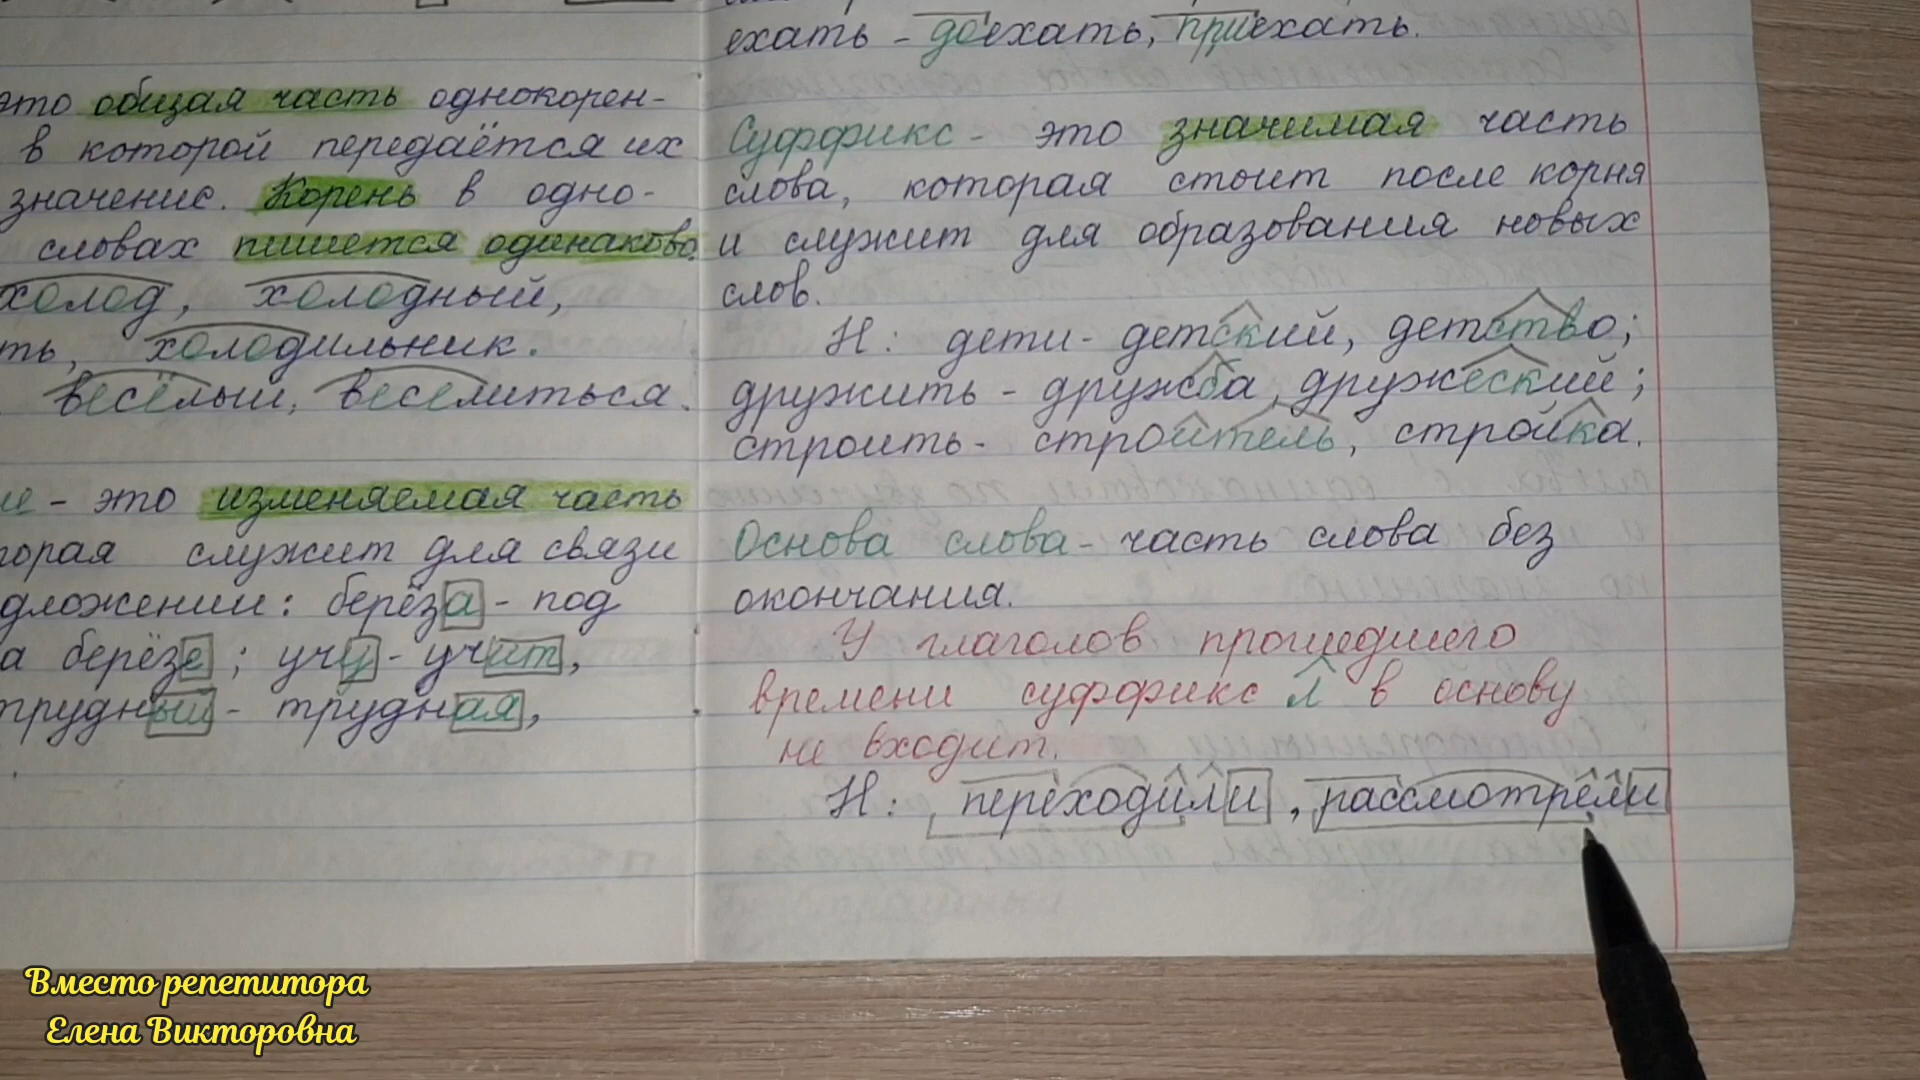 это общая часть однокорен-
в которой передаётся их
значение. Корень в одно-
словах пишется одинаково.
холод, холодный,
ть, холодильник.
весёлый, веселиться.
- это изменяемая часть
торая служит для связи
дложении: берёза - под
а берёзе; учу - учит,
трудный - трудная,
ехать - доехать, приехать.
Суффикс - это значимая часть
слова, которая стоит после корня
и служит для образования новых
слов.
Н: дети - детский, детство;
дружить - дружба, дружеский;
строить - строитель, стройка.
Основа слова - часть слова без
окончания.
У глаголов прошедшего
времени суффикс л в основу
не входит.
Н: переходили, рассмотрели
Вместо репетитора
Елена Викторовна